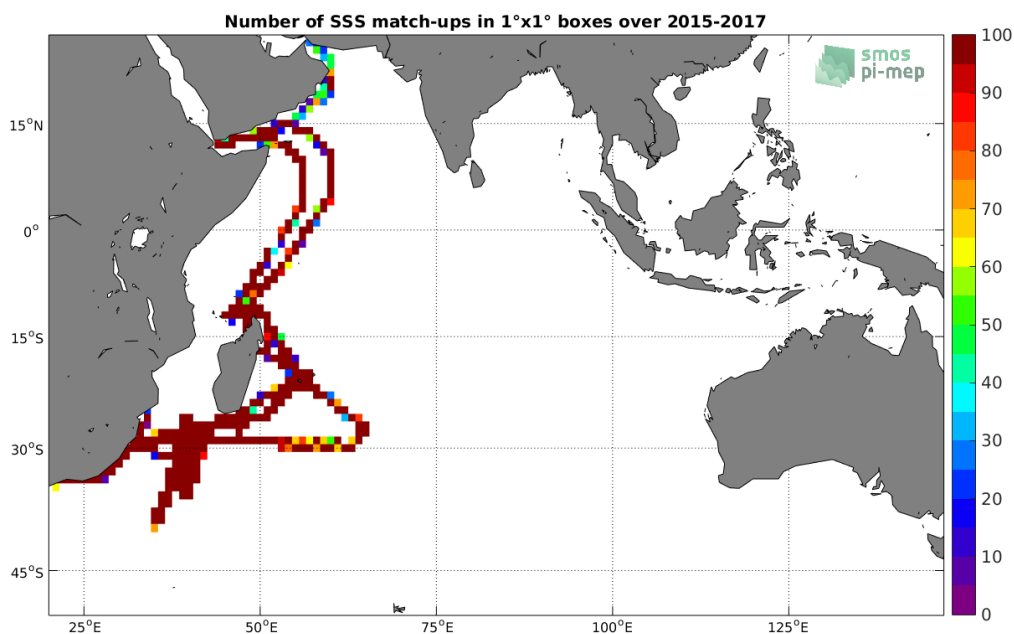 Number of SSS match-ups in 1°x1° boxes over 2015-2017
smos
pi-mep
15°N
0°
15°S
30°S
45°S
25°E
50°E
75°E
100°E
125°E
100
90
80
70
60
50
40
30
20
10
0